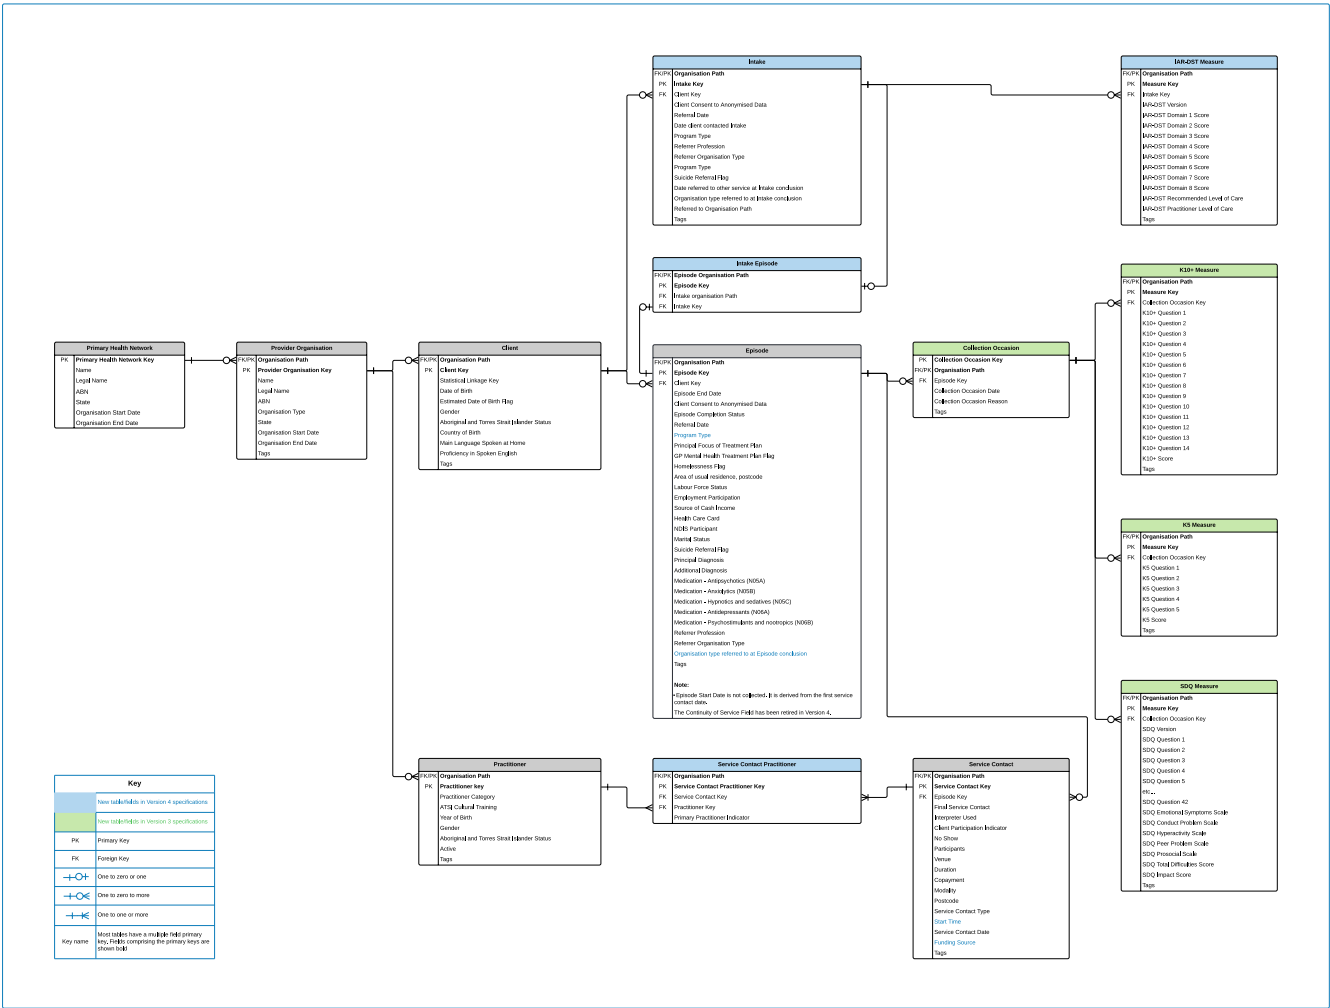 Intake
FK/PK Organisation Path
PK Intake Key
FK Client Key
Client Consent to Anonymised Data
Referral Date
Date client contacted Intake
Program Type
Referrer Profession
Referrer Organisation Type
Program Type
Suicide Referral Flag
Date referred to other service at Intake conclusion
Organisation type referred to at Intake conclusion
Referred to Organisation Path
Tags
IAR-DST Measure
FK/PK Organisation Path
PK Measure Key
FK Intake Key
IAR-DST Version
IAR-DST Domain 1 Score
IAR-DST Domain 2 Score
IAR-DST Domain 3 Score
IAR-DST Domain 4 Score
IAR-DST Domain 5 Score
IAR-DST Domain 6 Score
IAR-DST Domain 7 Score
IAR-DST Domain 8 Score
IAR-DST Recommended Level of Care
IAR-DST Practitioner Level of Care
Tags
Intake Episode
FK/PK Episode Organisation Path
PK Episode Key
FK Intake organisation Path
FK Intake Key
K10+ Measure
FK/PK Organisation Path
PK Measure Key
FK Collection Occasion Key
K10+ Question 1
K10+ Question 2
K10+ Question 3
K10+ Question 4
K10+ Question 5
K10+ Question 6
K10+ Question 7
K10+ Question 8
K10+ Question 9
K10+ Question 10
K10+ Question 11
K10+ Question 12
K10+ Question 13
K10+ Question 14
K10+ Score
Tags
Primary Health Network
PK Primary Health Network Key
Name
Legal Name
ABN
State
Organisation Start Date
Organisation End Date
Provider Organisation
FK/PK Organisation Path
PK Provider Organisation Key
Name
Legal Name
ABN
Organisation Type
State
Organisation Start Date
Organisation End Date
Tags
Client
FK/PK Organisation Path
PK Client Key
Statistical Linkage Key
Date of Birth
Estimated Date of Birth Flag
Gender
Aboriginal and Torres Strait Islander Status
Country of Birth
Main Language Spoken at Home
Proficiency in Spoken English
Tags
Episode
FK/PK Organisation Path
PK Episode Key
FK Client Key
Episode End Date
Client Consent to Anonymised Data
Episode Completion Status
Referral Date
Program Type
Principal Focus of Treatment Plan
GP Mental Health Treatment Plan Flag
Homelessness Flag
Area of usual residence, postcode
Labour Force Status
Employment Participation
Source of Cash Income
Health Care Card
NDIS Participant
Marital Status
Suicide Referral Flag
Principal Diagnosis
Additional Diagnosis
Medication - Antipsychotics (N05A)
Medication - Anxiolytics (N05B)
Medication - Hypnotics and sedatives (N05C)
Medication - Antidepressants (N06A)
Medication - Psychostimulants and nootropics (N06B)
Referrer Profession
Referrer Organisation Type
Organisation type referred to at Episode conclusion
Tags
Note:
• Episode Start Date is not collected. It is derived from the first service
contact date.
The Continuity of Service Field has been retired in Version 4.
Collection Occasion
PK Collection Occasion Key
FK/PK Organisation Path
FK Episode Key
Collection Occasion Date
Collection Occasion Reason
Tags
K5 Measure
FK/PK Organisation Path
PK Measure Key
FK Collection Occasion Key
K5 Question 1
K5 Question 2
K5 Question 3
K5 Question 4
K5 Question 5
K5 Score
Tags
SDQ Measure
FK/PK Organisation Path
PK Measure Key
FK Collection Occasion Key
SDQ Version
SDQ Question 1
SDQ Question 2
SDQ Question 3
SDQ Question 4
SDQ Question 5
etc...
SDQ Question 42
SDQ Emotional Symptoms Scale
SDQ Conduct Problem Scale
SDQ Hyperactivity Scale
SDQ Peer Problem Scale
SDQ Prosocial Scale
SDQ Total Difficulties Score
SDQ Impact Score
Tags
Practitioner
FK/PK Organisation Path
PK Practitioner key
Practitioner Category
ATSI Cultural Training
Year of Birth
Gender
Aboriginal and Torres Strait Islander Status
Active
Tags
Service Contact Practitioner
FK/PK Organisation Path
PK Service Contact Practitioner Key
FK Service Contact Key
FK Practitioner Key
Primary Practitioner Indicator
Service Contact
FK/PK Organisation Path
PK Service Contact Key
FK Episode Key
Final Service Contact
Interpreter Used
Client Participation Indicator
No Show
Participants
Venue
Duration
Copayment
Modality
Postcode
Service Contact Type
Start Time
Service Contact Date
Funding Source
Tags
Key
New table/fields in Version 4 specifications
New table/fields in Version 3 specifications
PK Primary Key
FK Foreign Key
One to zero or one
One to zero to more
One to one or more
Key name
Most tables have a multiple field primary
key. Fields comprising the primary keys are
shown bold